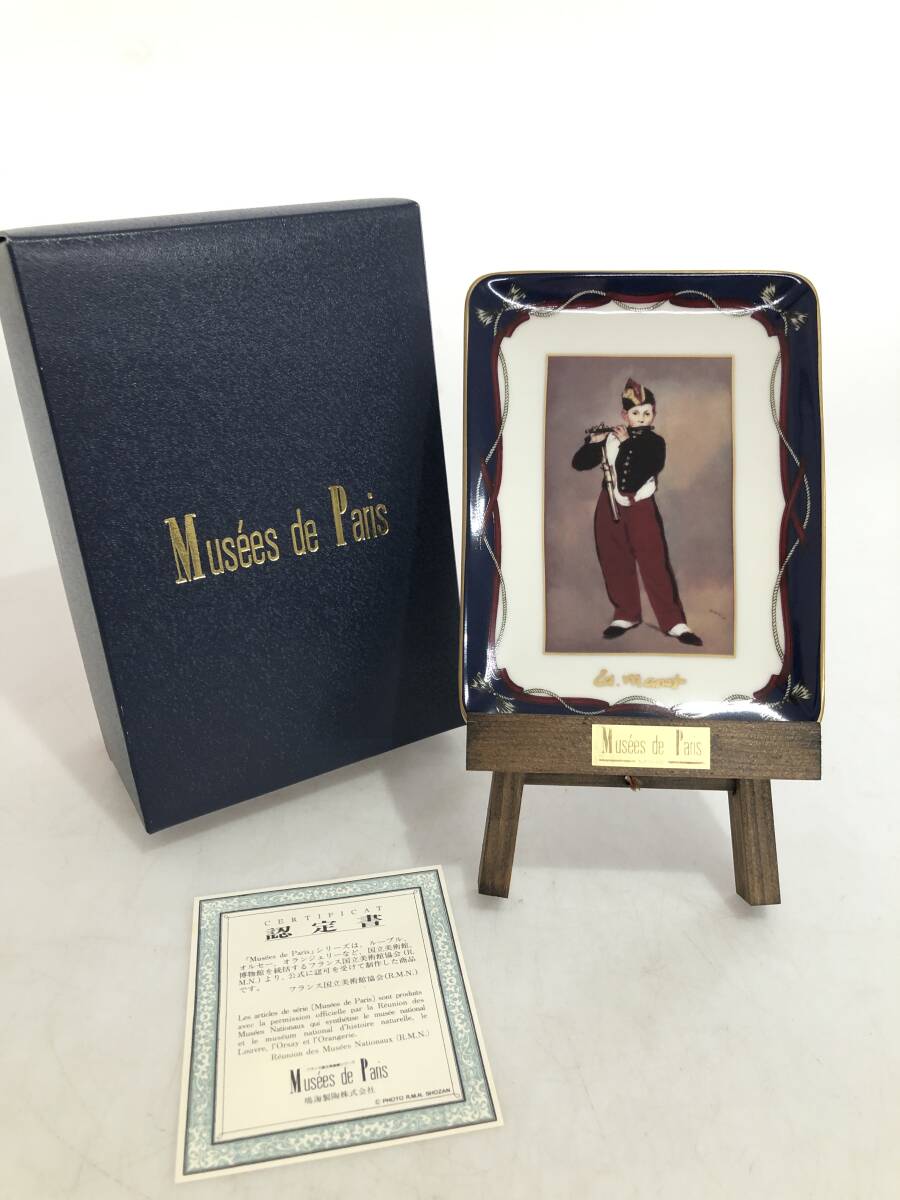 Musées de Paris
éd. Manet
Musées de Paris
CERTIFICAT
認定書
「Musées de Paris」シリーズは、ルーブル、
オルセー、オランジェリーなど、国立美術館、
博物館を統括するフランス国立美術館協会(R.
M.N.)より、公式に認可を受けて制作した商品
です。 フランス国立美術館協会(R.M.N.)
Les articles de série (Musées de Paris) sont produits
avec la permission officielle par la Réunion des
Musées Nationaux qui synthétise le musée national
et le muséum national d'histoire naturelle, le
Louvre, l'Orsay et l'Orangerie.
Réunion des Musées Nationaux (R.M.N.)
Musées de Paris
鳴海製陶株式会社
© PHOTO R.M.N. SHOZAN